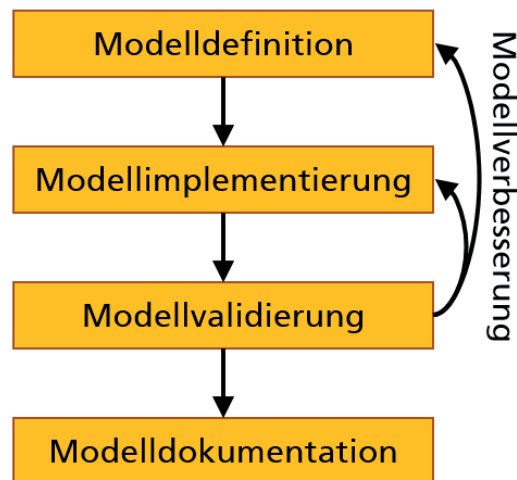 Modelldefinition
Modellimplementierung
Modellvalidierung
Modelldokumentation
Modellverbesserung